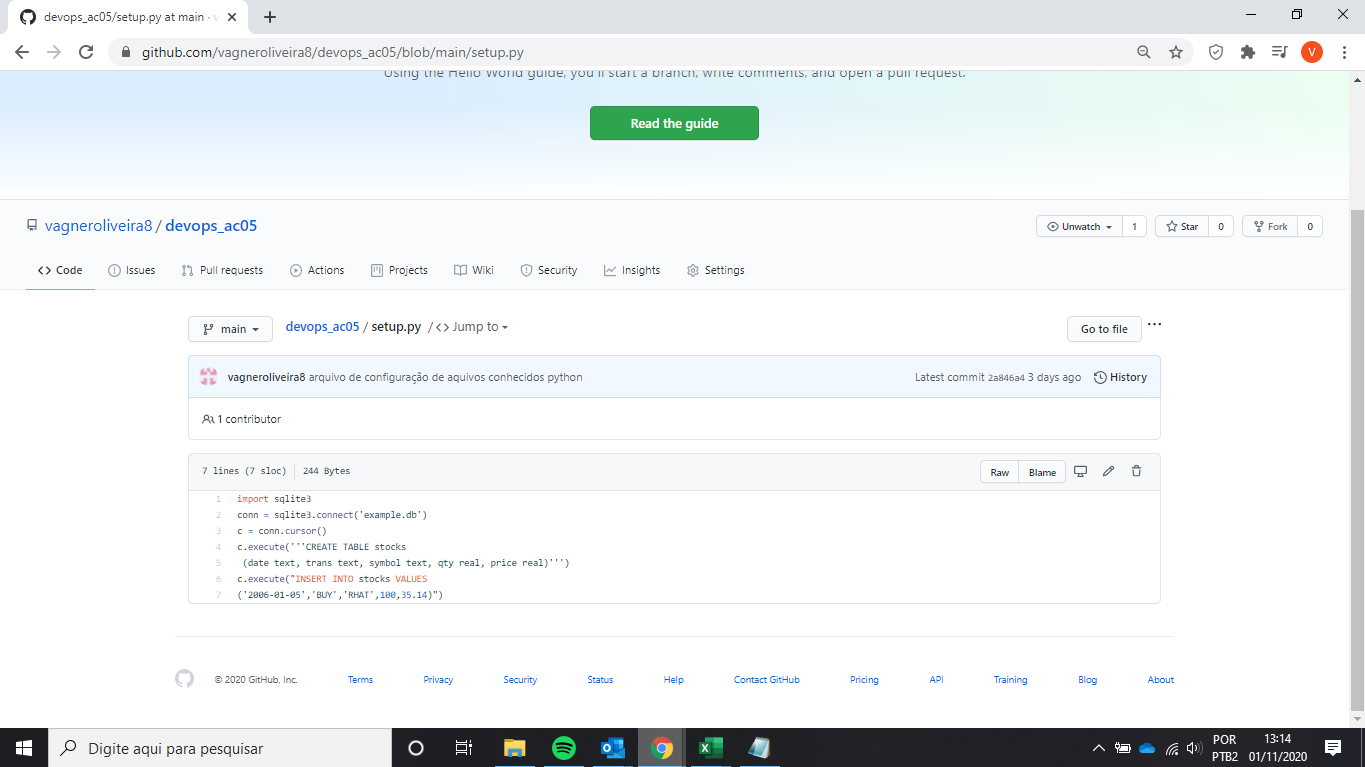 devops_ac05/setup.py at main ·
github.com/vagneroliveira8/devops_ac05/blob/main/setup.py
V
Using the Hello World guide, you'll start a branch, write comments, and open a pull request.
Read the guide
vagneroliveira8 / devops_ac05
Unwatch 1 Star 0 Fork 0
Code Issues Pull requests Actions Projects Wiki Security Insights Settings
main devops_ac05 / setup.py / <> Jump to Go to file ...
vagneroliveira8 arquivo de configuração de aquivos conhecidos python Latest commit 2a846a4 3 days ago History
1 contributor
7 lines (7 sloc) 244 Bytes Raw Blame
1 import sqlite3
2 conn = sqlite3.connect('example.db')
3 c = conn.cursor()
4 c.execute('''CREATE TABLE stocks
5 (date text, trans text, symbol text, qty real, price real)''')
6 c.execute("INSERT INTO stocks VALUES
7 ('2006-01-05','BUY','RHAT',100,35.14)")
© 2020 GitHub, Inc. Terms Privacy Security Status Help Contact GitHub Pricing API Training Blog About
Digite aqui para pesquisar
POR 13:14
PTB2 01/11/2020